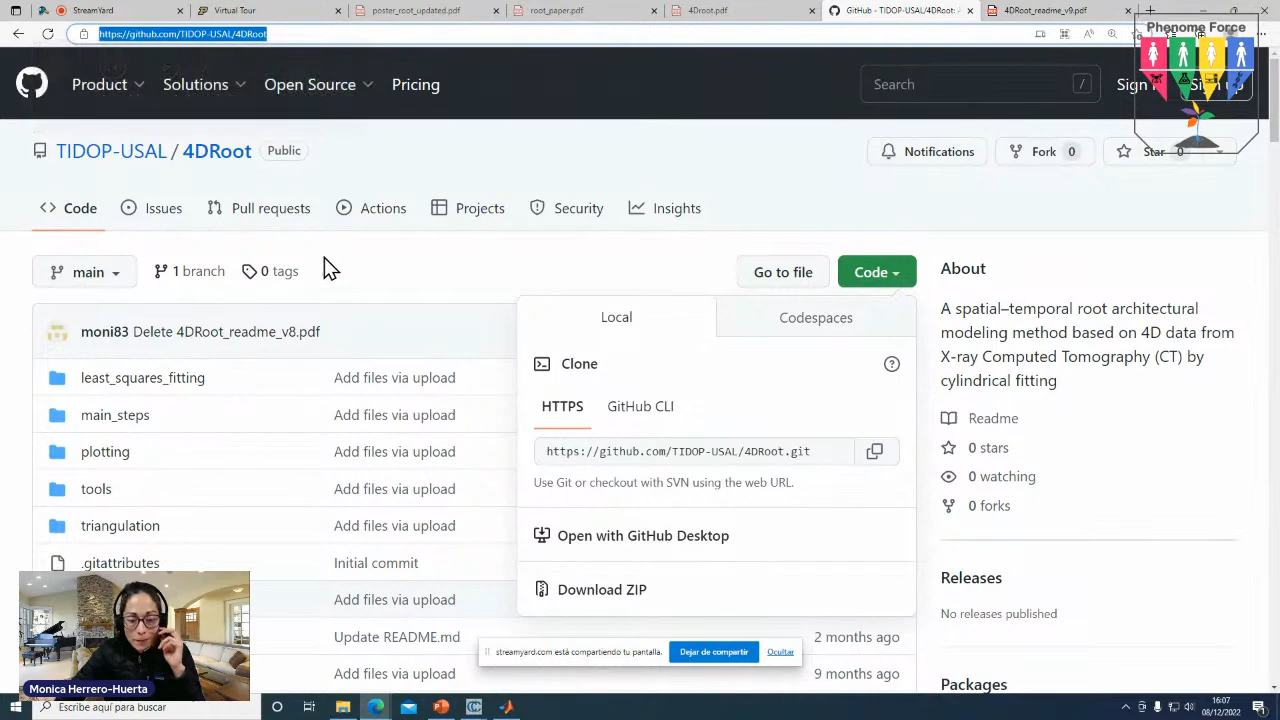 StreamYard
Virtual Tour
poster_root_updated.pdf
root_paper.pdf
4Droot.pdf
GitHub - TIDOP-USAL/4DRoot: A
4DRoot_readme_v9.pdf
https://github.com/TIDOP-USAL/4DRoot
Phenome Force
Product
Solutions
Open Source
Pricing
Search
/
Sign up
TIDOP-USAL / 4DRoot
Public
Notifications
Fork 0
Star 0
Code
Issues
Pull requests
Actions
Projects
Security
Insights
main
1 branch
0 tags
Go to file
Code
moni83 Delete 4DRoot_readme_v8.pdf
least_squares_fitting
Add files via upload
main_steps
Add files via upload
plotting
Add files via upload
tools
Add files via upload
triangulation
Add files via upload
.gitattributes
Initial commit
Add files via upload
Update README.md
2 months ago
Add files via upload
9 months ago
Local
Codespaces
Clone
HTTPS
GitHub CLI
https://github.com/TIDOP-USAL/4DRoot.git
Use Git or checkout with SVN using the web URL.
Open with GitHub Desktop
Download ZIP
About
A spatial–temporal root architectural
modeling method based on 4D data from
X-ray Computed Tomography (CT) by
cylindrical fitting
Readme
0 stars
0 watching
0 forks
Releases
No releases published
Packages
streamyard.com está compartiendo tu pantalla.
Dejar de compartir
Ocultar
Monica Herrero-Huerta
Escribe aquí para buscar
16:07
08/12/2022